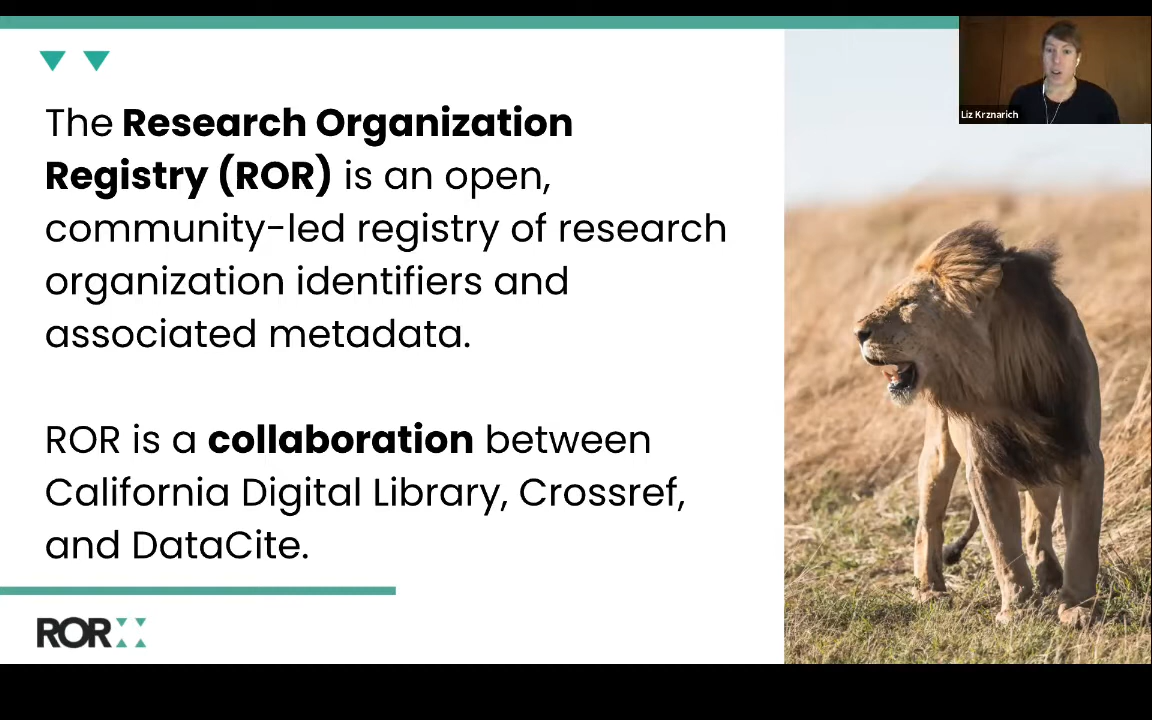 Liz Krznarich
The Research Organization
Registry (ROR) is an open,
community-led registry of research
organization identifiers and
associated metadata.
ROR is a collaboration between
California Digital Library, Crossref,
and DataCite.
ROR